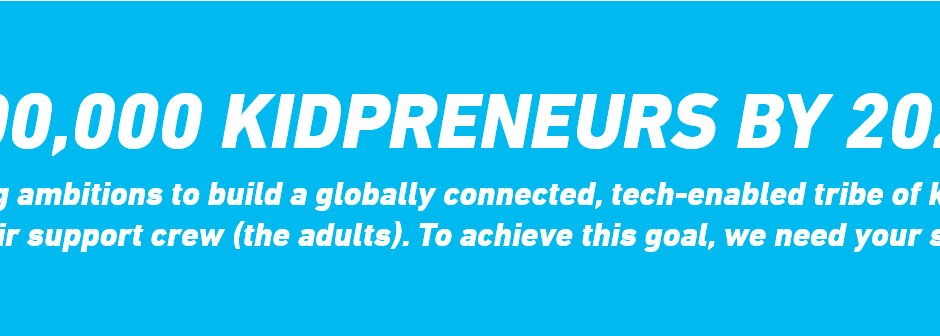 00,000 KIDPRENEURS BY 202
g ambitions to build a globally connected, tech-enabled tribe of k
ir support crew (the adults). To achieve this goal, we need your s